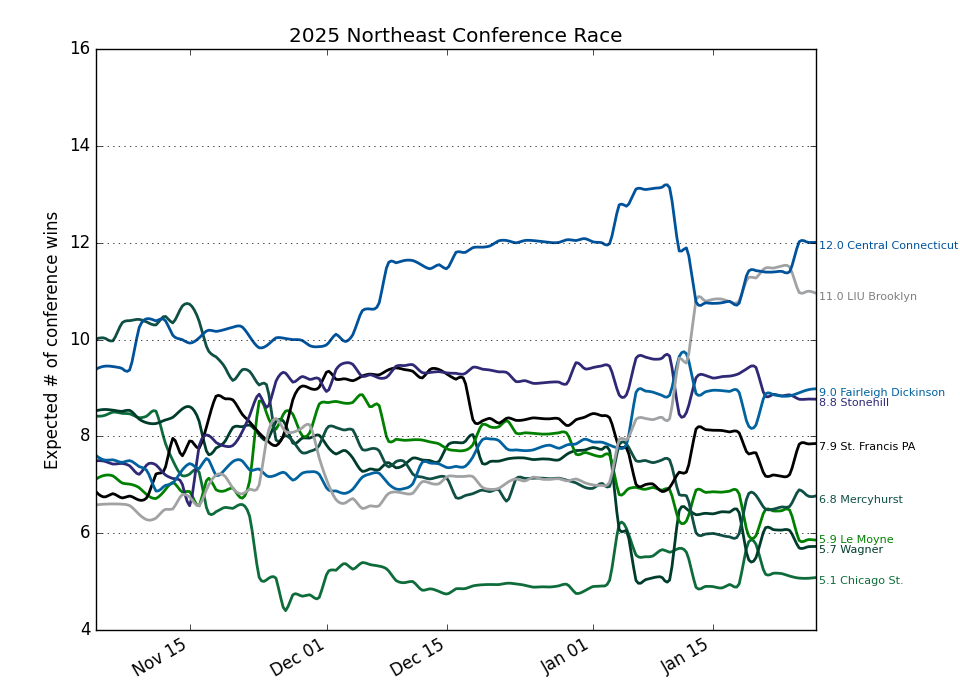 2025 Northeast Conference Race
Expected # of conference wins
16
14
12
10
8
6
4
12.0 Central Connecticut
11.0 LIU Brooklyn
9.0 Fairleigh Dickinson
8.8 Stonehill
7.9 St. Francis PA
6.8 Mercyhurst
5.9 Le Moyne
5.7 Wagner
5.1 Chicago St.
Nov 15
Dec 01
Dec 15
Jan 01
Jan 15